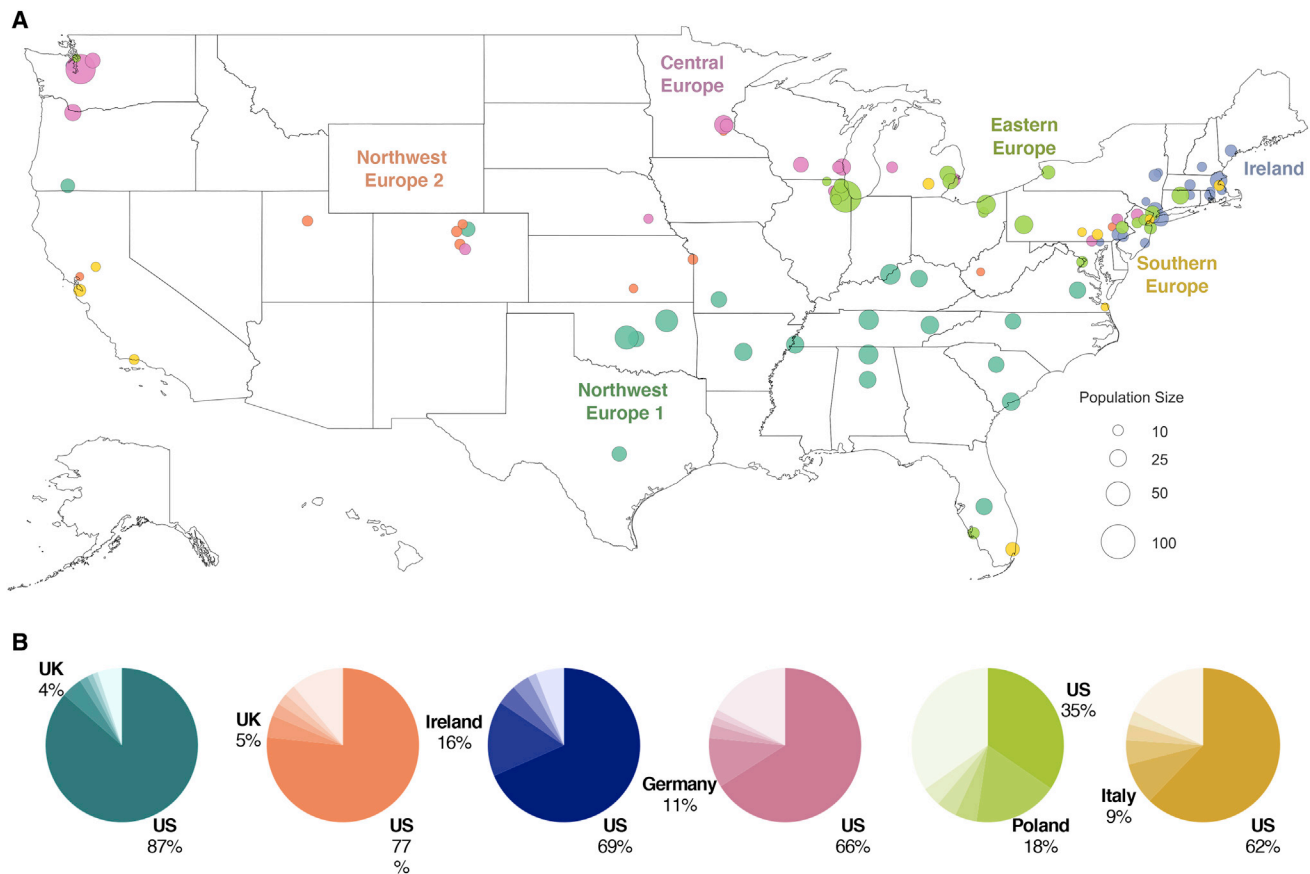 A
Central
Europe
Eastern
Europe
Northwest
Europe 2
Ireland
Southern
Europe
Northwest
Europe 1
Population Size
10
25
50
100
B
UK
4%
US
87%
UK
5%
US
77
%
Ireland
16%
US
69%
Germany
11%
US
66%
US
35%
Poland
18%
Italy
9%
US
62%